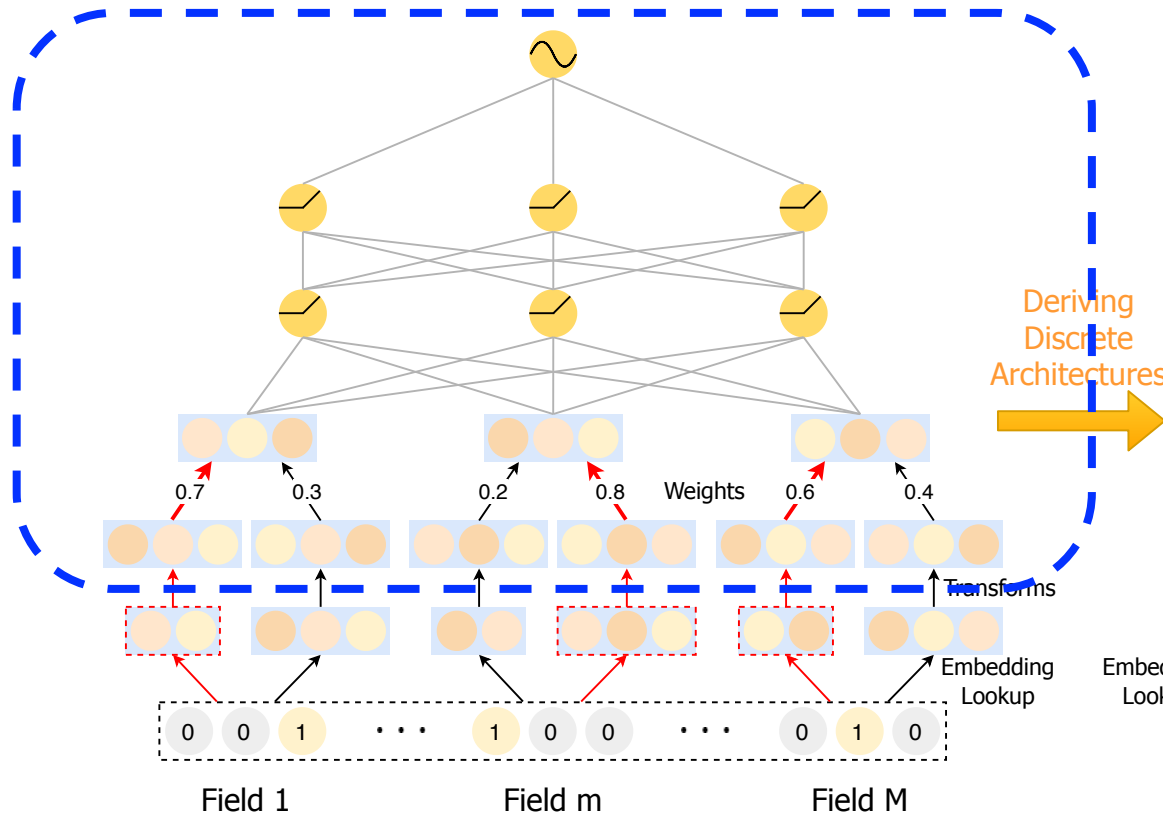 Deriving
Discrete
Architectures
0.7 0.3 0.2 0.8 Weights 0.6 0.4
Transforms
Embedding
Lookup
0 0 1 · · · 1 0 0 · · · 0 1 0
Field 1 Field m Field M